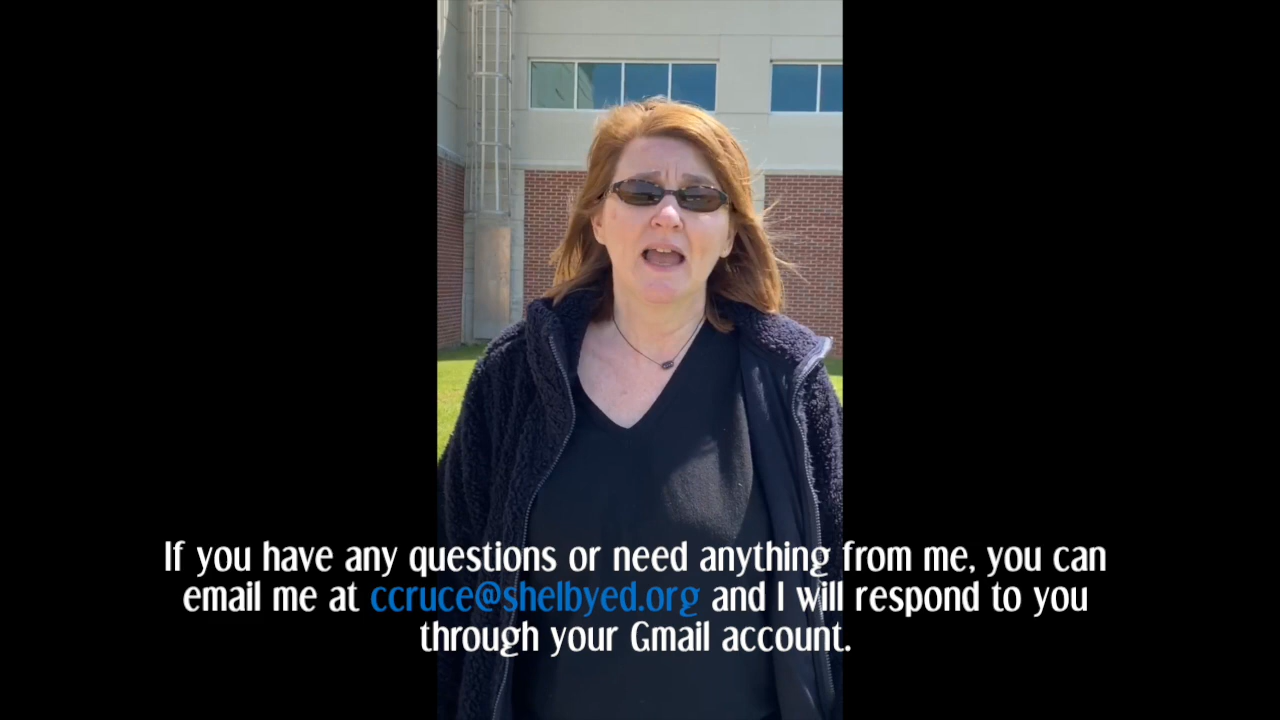 If you have any questions or need anything from me, you can
email me at ccruce@shelbyed.org and I will respond to you
through your Gmail account.